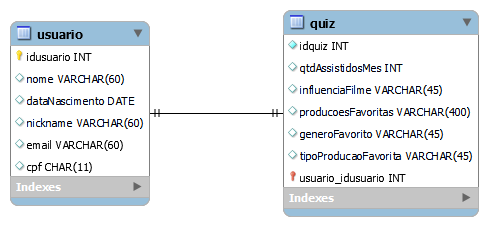 usuario
idusuario INT
nome VARCHAR(60)
dataNascimento DATE
nickname VARCHAR(60)
email VARCHAR(60)
cpf CHAR(11)
Indexes
quiz
idquiz INT
qtdAssistidosMes INT
influenciaFilme VARCHAR(45)
producoesFavoritas VARCHAR(400)
generoFavorito VARCHAR(45)
tipoProducaoFavorita VARCHAR(45)
usuario_idusuario INT
Indexes